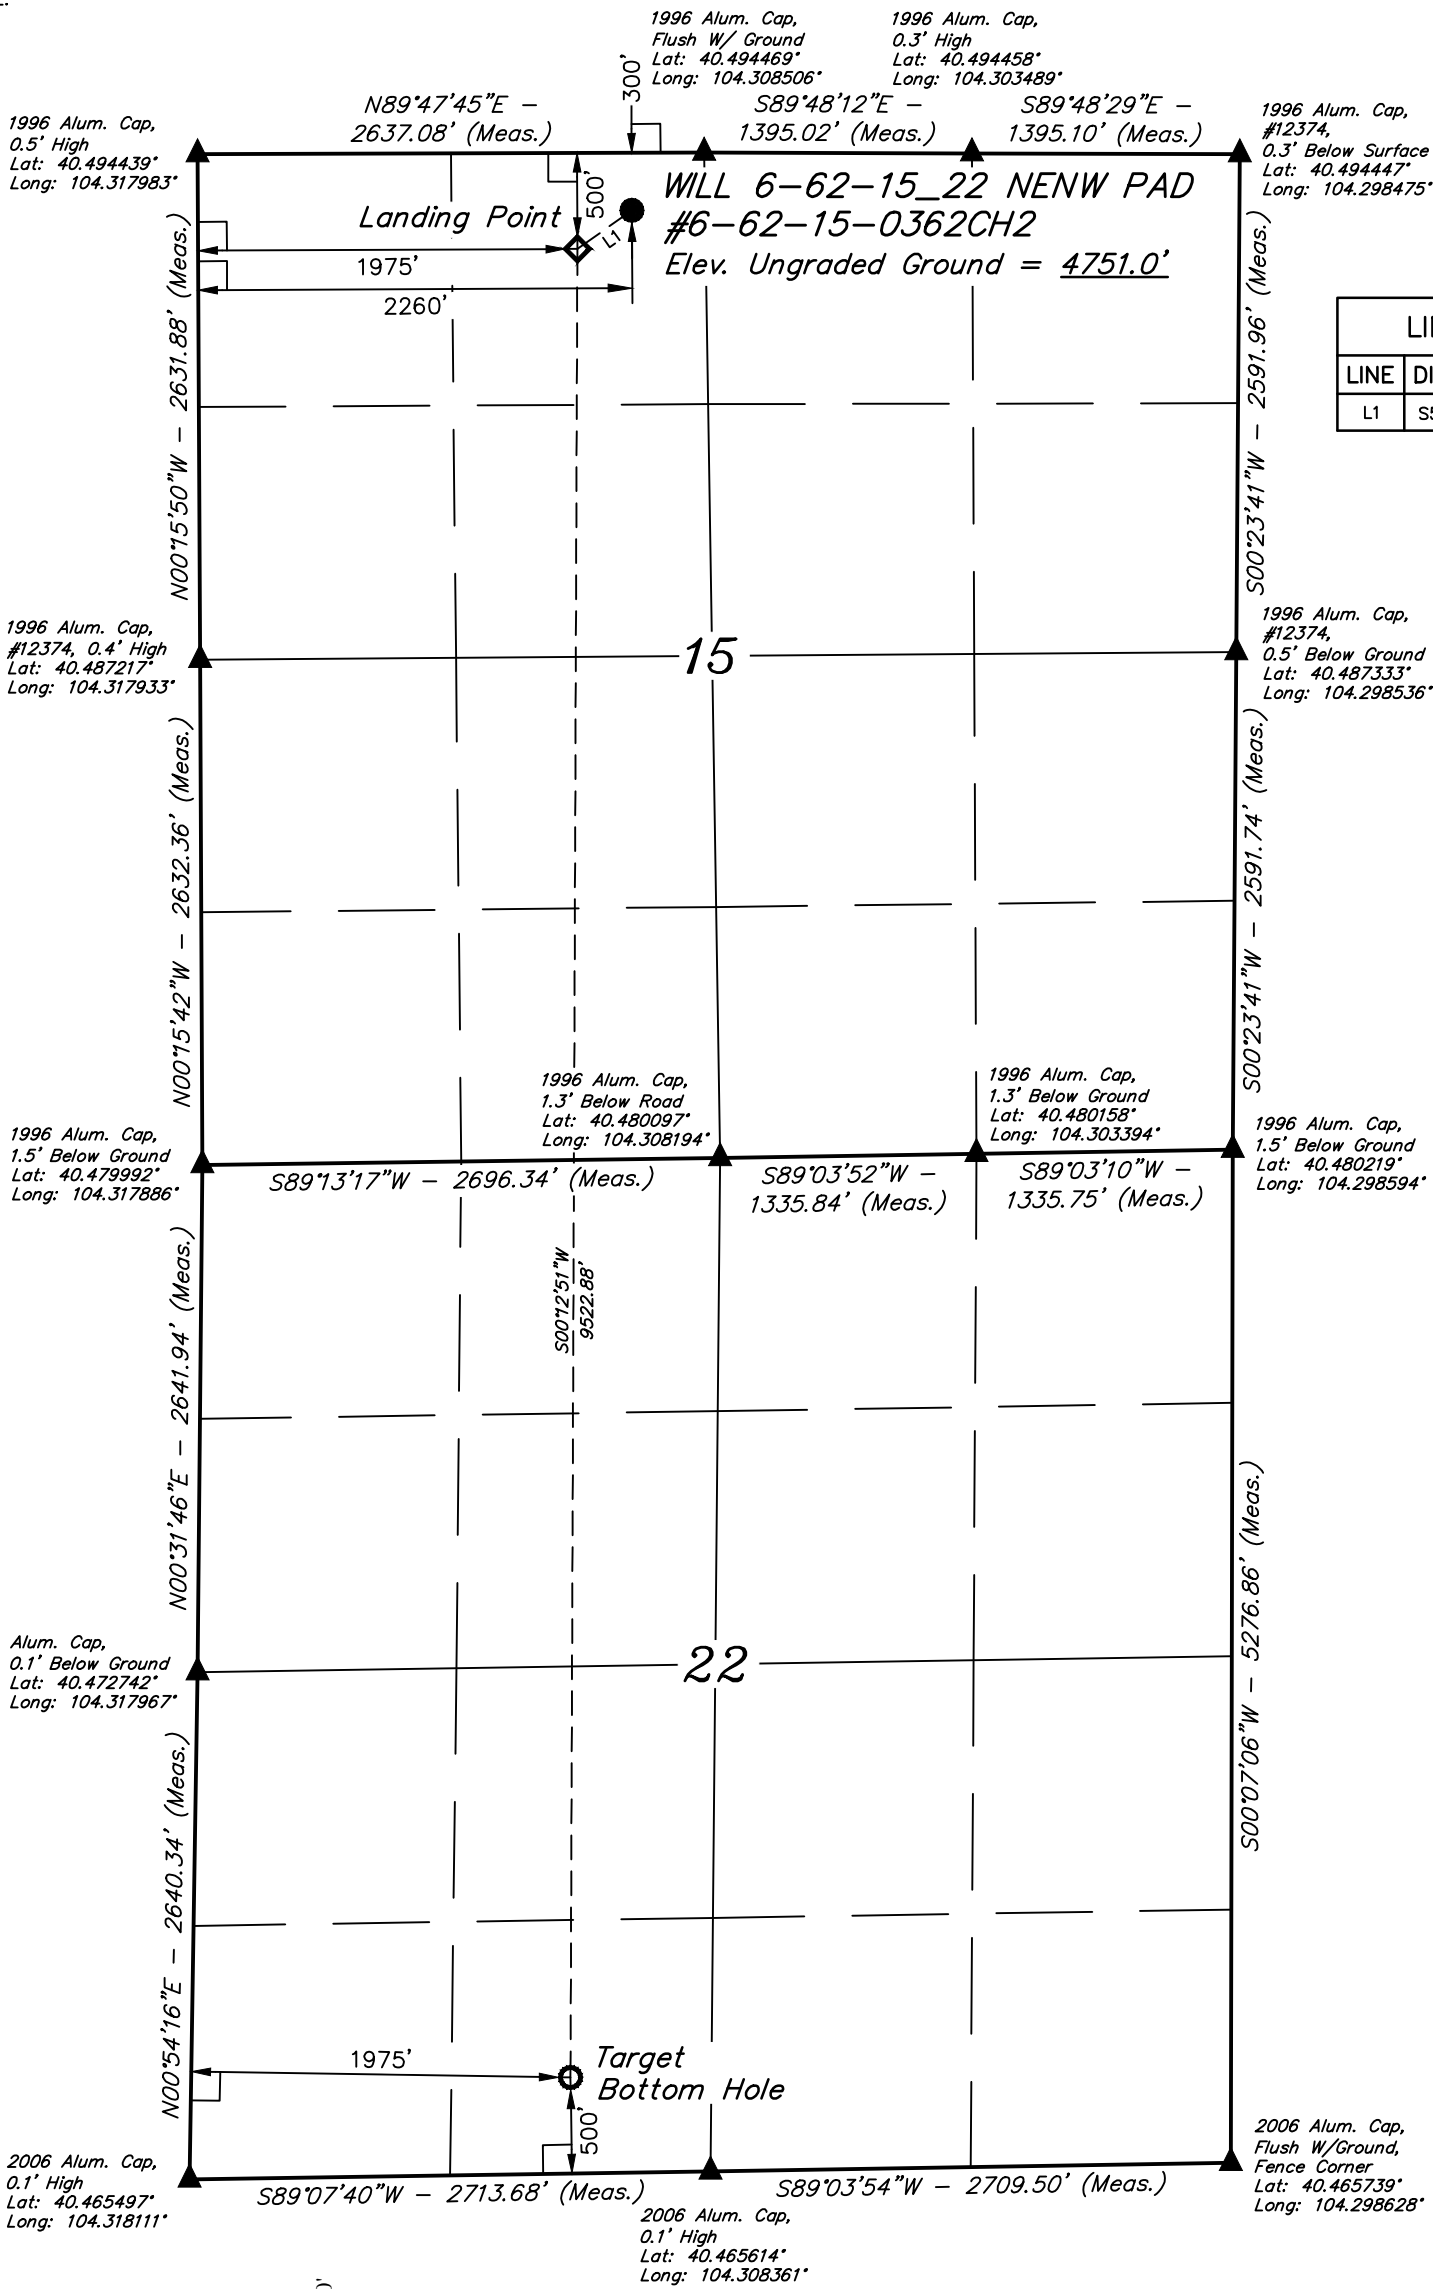 1996 Alum. Cap,
Flush W/ Ground
Lat: 40.494469°
Long: 104.308506°
1996 Alum. Cap,
0.3' High
Lat: 40.494458°
Long: 104.303489°
300'
N89°47'45"E –
2637.08' (Meas.)
S89°48'12"E –
1395.02' (Meas.)
S89°48'29"E –
1395.10' (Meas.)
1996 Alum. Cap,
0.5' High
Lat: 40.494439°
Long: 104.317983°
1996 Alum. Cap,
#12374,
0.3' Below Surface
Lat: 40.494447°
Long: 104.298475°
WILL 6-62-15_22 NENW PAD
#6-62-15-0362CH2
Elev. Ungraded Ground = 4751.0'
Landing Point
500'
L1
1975'
2260'
N00°15'50"W – 2631.88' (Meas.)
S00°23'41"W – 2591.96' (Meas.)
LINE
L1
1996 Alum. Cap,
#12374, 0.4' High
Lat: 40.487217°
Long: 104.317933°
15
1996 Alum. Cap,
#12374,
0.5' Below Ground
Lat: 40.487333°
Long: 104.298536°
N00°15'42"W – 2632.36' (Meas.)
S00°23'41"W – 2591.74' (Meas.)
1996 Alum. Cap,
1.3' Below Road
Lat: 40.480097°
Long: 104.308194°
1996 Alum. Cap,
1.3' Below Ground
Lat: 40.480158°
Long: 104.303394°
1996 Alum. Cap,
1.5' Below Ground
Lat: 40.479992°
Long: 104.317886°
1996 Alum. Cap,
1.5' Below Ground
Lat: 40.480219°
Long: 104.298594°
S89°13'17"W – 2696.34' (Meas.)
S89°03'52"W –
1335.84' (Meas.)
S89°03'10"W –
1335.75' (Meas.)
S00°12'51"W
9522.88'
N00°31'46"E – 2641.94' (Meas.)
S00°07'06"W – 5276.86' (Meas.)
Alum. Cap,
0.1' Below Ground
Lat: 40.472742°
Long: 104.317967°
22
N00°54'16"E – 2640.34' (Meas.)
1975'
Target
Bottom Hole
500'
2006 Alum. Cap,
0.1' High
Lat: 40.465497°
Long: 104.318111°
S89°07'40"W – 2713.68' (Meas.)
S89°03'54"W – 2709.50' (Meas.)
2006 Alum. Cap,
Flush W/Ground,
Fence Corner
Lat: 40.465739°
Long: 104.298628°
2006 Alum. Cap,
0.1' High
Lat: 40.465614°
Long: 104.308361°